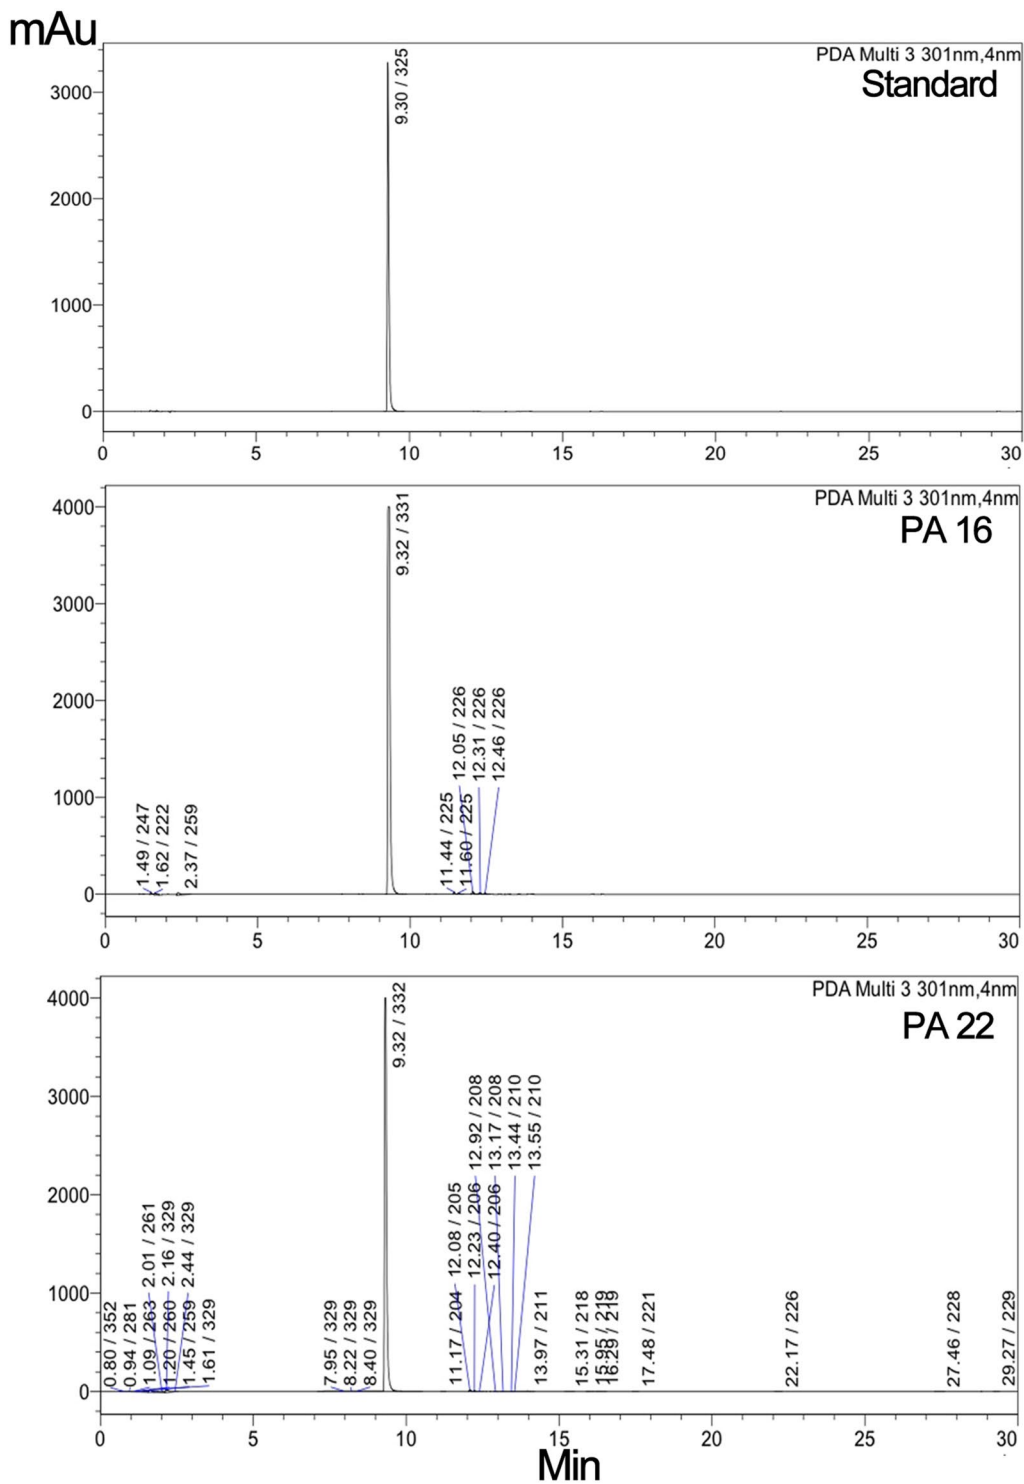 mAu
PDA Multi 3 301nm,4nm
Standard
9.30 / 325
3000
2000
1000
0
0 5 10 15 20 25 30
PDA Multi 3 301nm,4nm
PA 16
4000
3000
2000
1000
0
9.32 / 331
1.49 / 247
1.62 / 222
2.37 / 259
11.44 / 225
11.60 / 225
12.05 / 226
12.31 / 226
12.46 / 226
0 5 10 15 20 25 30
PDA Multi 3 301nm,4nm
PA 22
4000
3000
2000
1000
0
9.32 / 332
0.80 / 352
0.94 / 281
1.09 / 263
2.01 / 261
1.20 / 260
2.16 / 329
1.45 / 259
2.44 / 329
1.61 / 329
7.95 / 329
8.22 / 329
8.40 / 329
11.17 / 204
12.08 / 205
12.23 / 206
12.92 / 208
12.40 / 206
13.17 / 208
13.44 / 210
13.55 / 210
13.97 / 211
15.31 / 218
15.95 / 219
16.29 / 219
17.48 / 221
22.17 / 226
27.46 / 228
29.27 / 229
0 5 10 15 20 25 30
Min